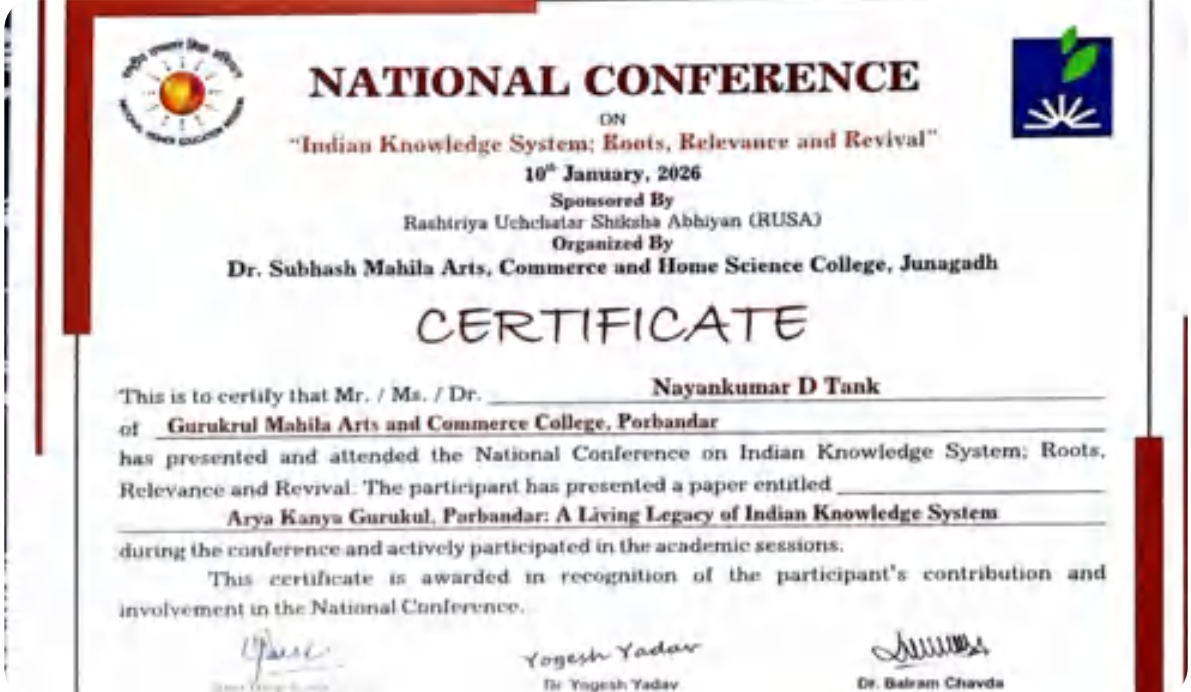 NATIONAL CONFERENCE
ON
"Indian Knowledge System; Roots, Relevance and Revival"
10th January, 2026
Sponsored By
Rashtriya Uchchatar Shiksha Abhiyan (RUSA)
Organized By
Dr. Subhash Mahila Arts, Commerce and Home Science College, Junagadh
CERTIFICATE
This is to certify that Mr. / Ms. / Dr. Nayankumar D Tank
of Gurukrul Mahila Arts and Commerce College, Porbandar
has presented and attended the National Conference on Indian Knowledge System; Roots,
Relevance and Revival. The participant has presented a paper entitled
Arya Kanya Gurukul, Porbandar: A Living Legacy of Indian Knowledge System
during the conference and actively participated in the academic sessions.
This certificate is awarded in recognition of the participant's contribution and
involvement in the National Conference.
Yogesh Yadav
Dr Yogesh Yadav
Dr. Balram Chavda